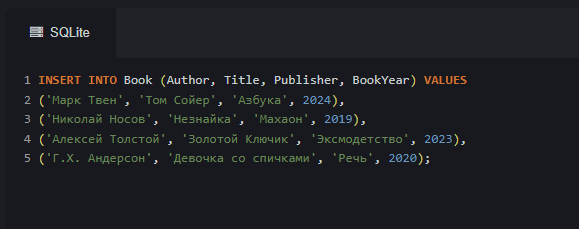 SQLite
1 INSERT INTO Book (Author, Title, Publisher, BookYear) VALUES
2 ('Марк Твен', 'Том Сойер', 'Азбука', 2024),
3 ('Николай Носов', 'Незнайка', 'Махаон', 2019),
4 ('Алексей Толстой', 'Золотой Ключик', 'Эксмодетство', 2023),
5 ('Г.Х. Андерсон', 'Девочка со спичками', 'Речь', 2020);